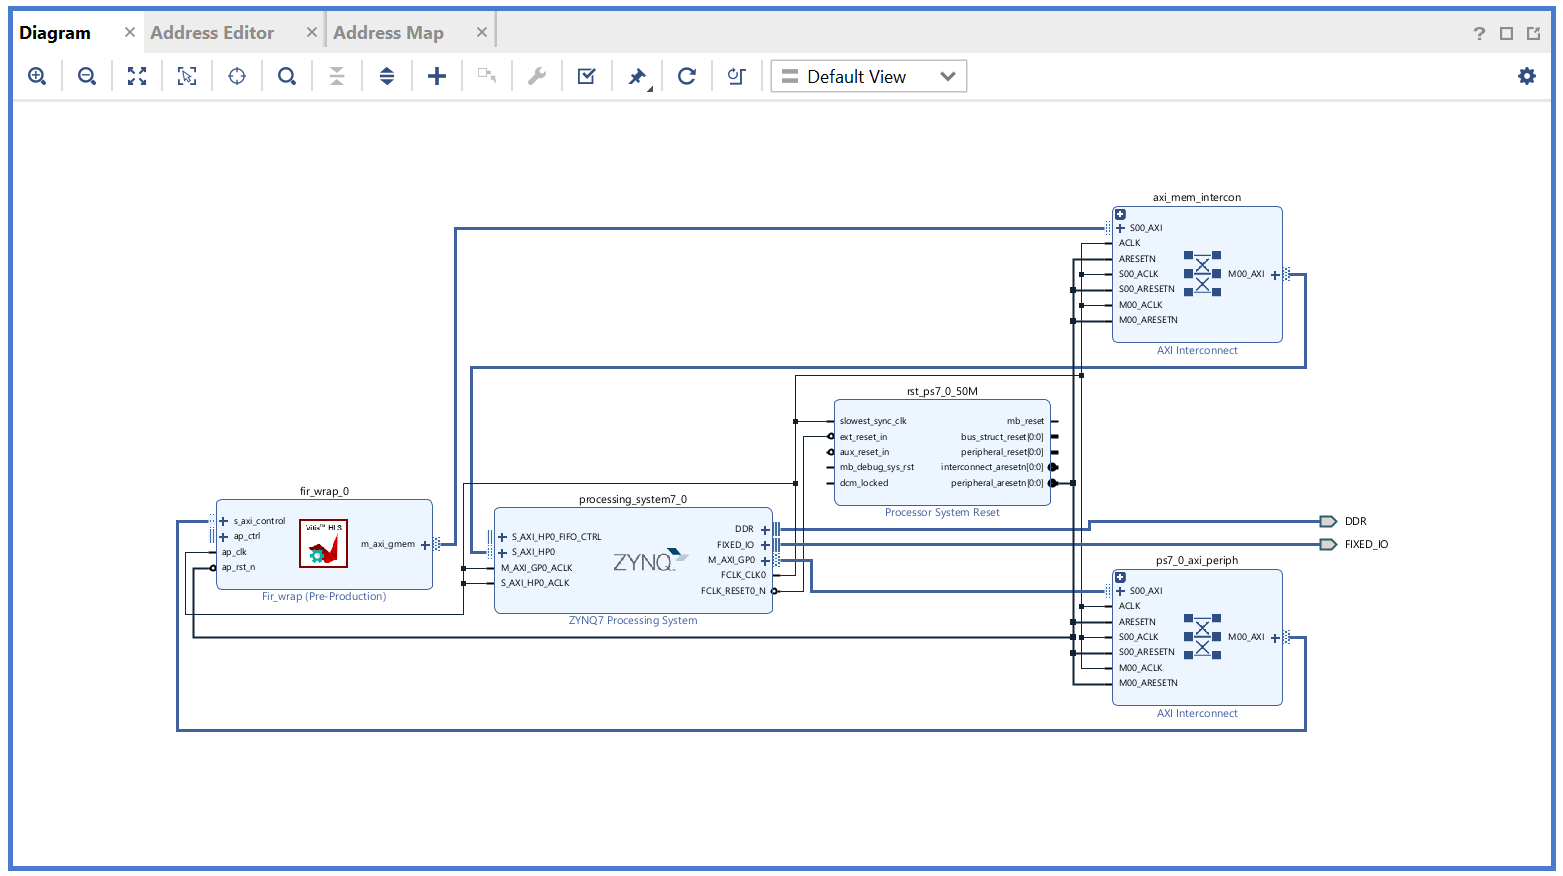 Diagram
Address Editor
Address Map
Default View
axi_mem_intercon
S00_AXI
ACLK
ARESETN
S00_ACLK
S00_ARESETN
M00_ACLK
M00_ARESETN
M00_AXI
AXI Interconnect
rst_ps7_0_50M
slowest_sync_clk
ext_reset_in
aux_reset_in
mb_debug_sys_rst
dcm_locked
mb_reset
bus_struct_reset[0:0]
peripheral_reset[0:0]
interconnect_aresetn[0:0]
peripheral_aresetn[0:0]
Processor System Reset
fir_wrap_0
s_axi_control
ap_ctrl
ap_clk
ap_rst_n
Vitis™ HLS
m_axi_gmem
Fir_wrap (Pre-Production)
processing_system7_0
S_AXI_HP0_FIFO_CTRL
S_AXI_HP0
M_AXI_GP0_ACLK
S_AXI_HP0_ACLK
ZYNQ
DDR
FIXED_IO
M_AXI_GP0
FCLK_CLK0
FCLK_RESET0_N
ZYNQ7 Processing System
DDR
FIXED_IO
ps7_0_axi_periph
S00_AXI
ACLK
ARESETN
S00_ACLK
S00_ARESETN
M00_ACLK
M00_ARESETN
M00_AXI
AXI Interconnect